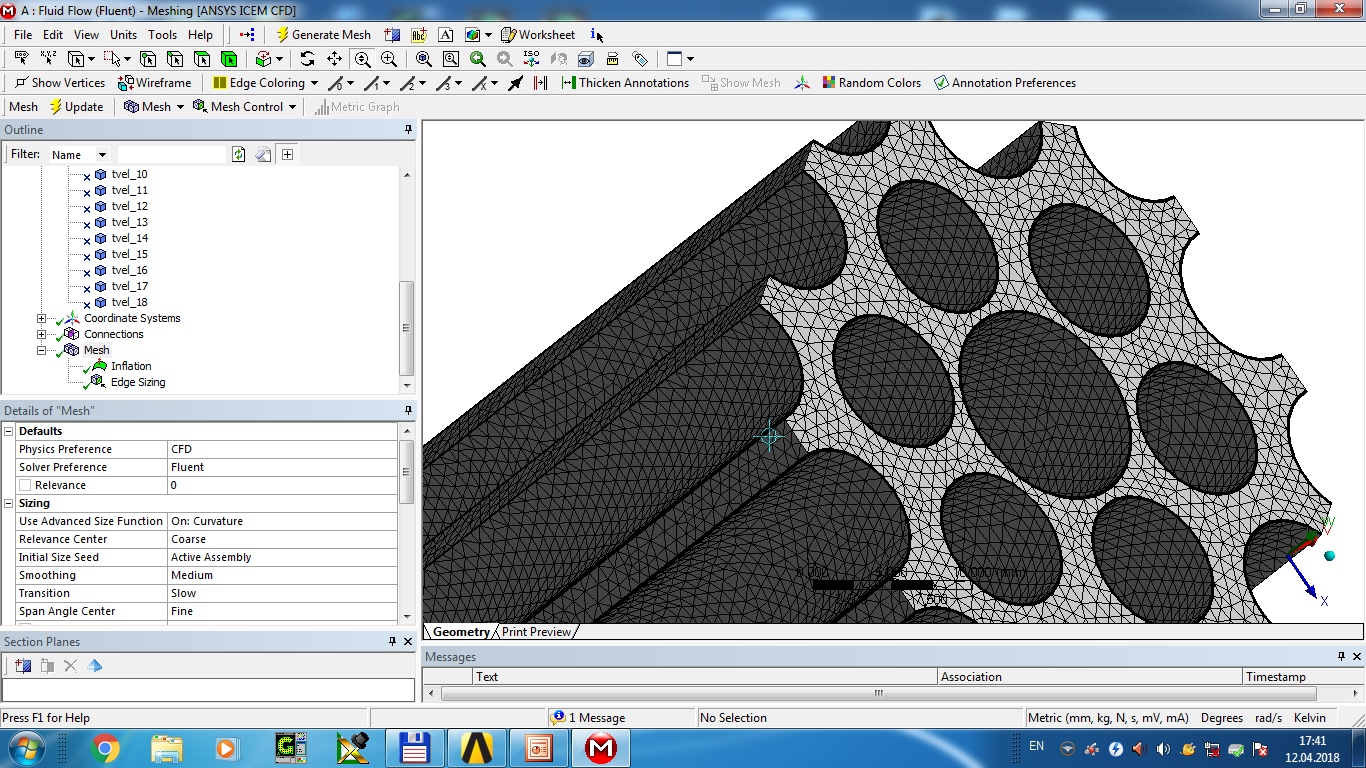 A : Fluid Flow (Fluent) - Meshing [ANSYS ICEM CFD]
File Edit View Units Tools Help Generate Mesh Worksheet
Show Vertices Wireframe Edge Coloring Thicken Annotations Show Mesh Random Colors Annotation Preferences
Mesh Update Mesh Mesh Control Metric Graph
Outline
Filter: Name
tvel_10
tvel_11
tvel_12
tvel_13
tvel_14
tvel_15
tvel_16
tvel_17
tvel_18
Coordinate Systems
Connections
Mesh
Inflation
Edge Sizing
Details of "Mesh"
Defaults
Physics Preference CFD
Solver Preference Fluent
Relevance 0
Sizing
Use Advanced Size Function On: Curvature
Relevance Center Coarse
Initial Size Seed Active Assembly
Smoothing Medium
Transition Slow
Span Angle Center Fine
Section Planes
X
Geometry Print Preview
Messages
Text Association Timestamp
Press F1 for Help 1 Message No Selection Metric (mm, kg, N, s, mV, mA) Degrees rad/s Kelvin
EN 17:41
12.04.2018